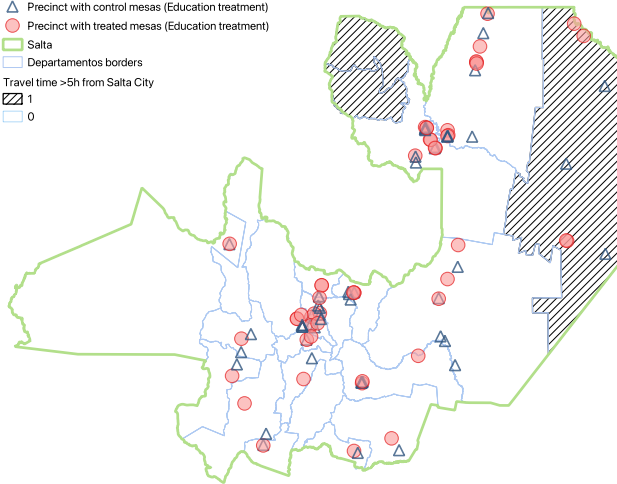 Precinct with control mesas (Education treatment)
Precinct with treated mesas (Education treatment)
Salta
Departamentos borders
Travel time >5h from Salta City
1
0